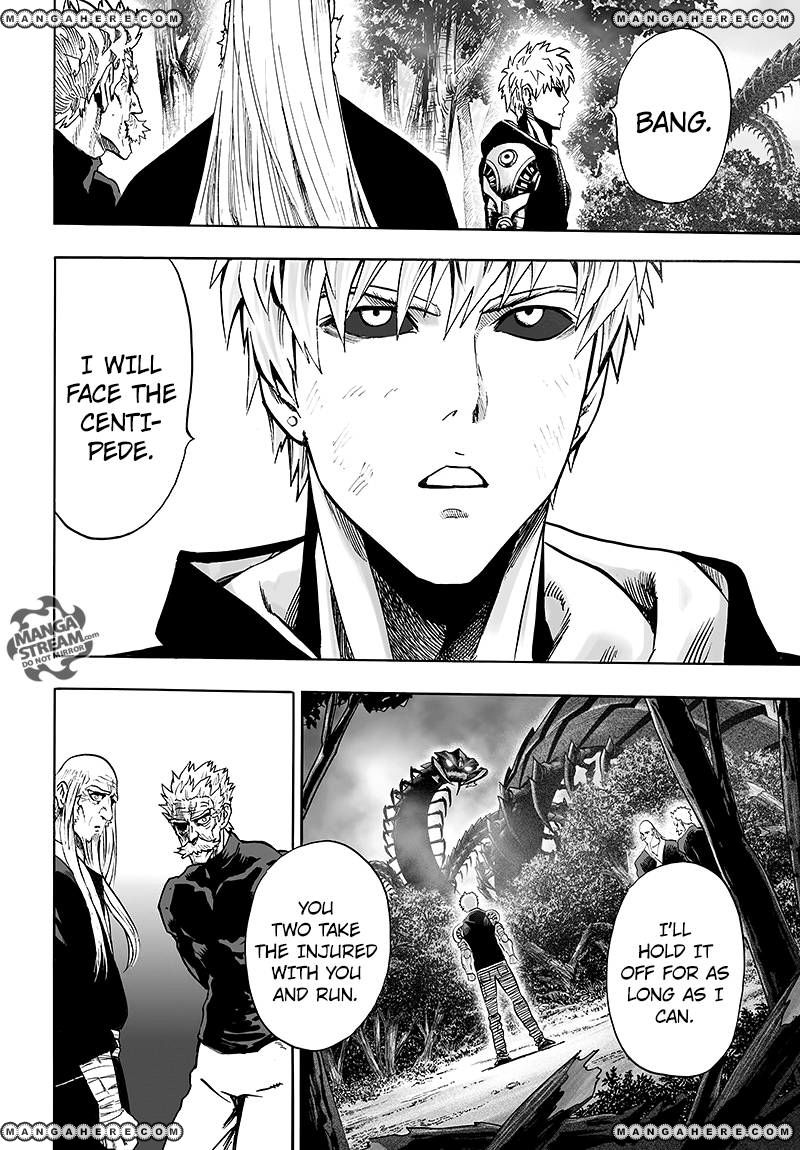 MANGAHERE.COM
MANGAHERE.COM
BANG.
I WILL
FACE THE
CENTI-
PEDE.
MANGA
STREAM.com
DO NOT MIRROR
I'LL
HOLD IT
OFF FOR AS
LONG AS I
CAN.
YOU
TWO TAKE
THE INJURED
WITH YOU
AND RUN.
MANGAHERE.COM
MANGAHERE.COM